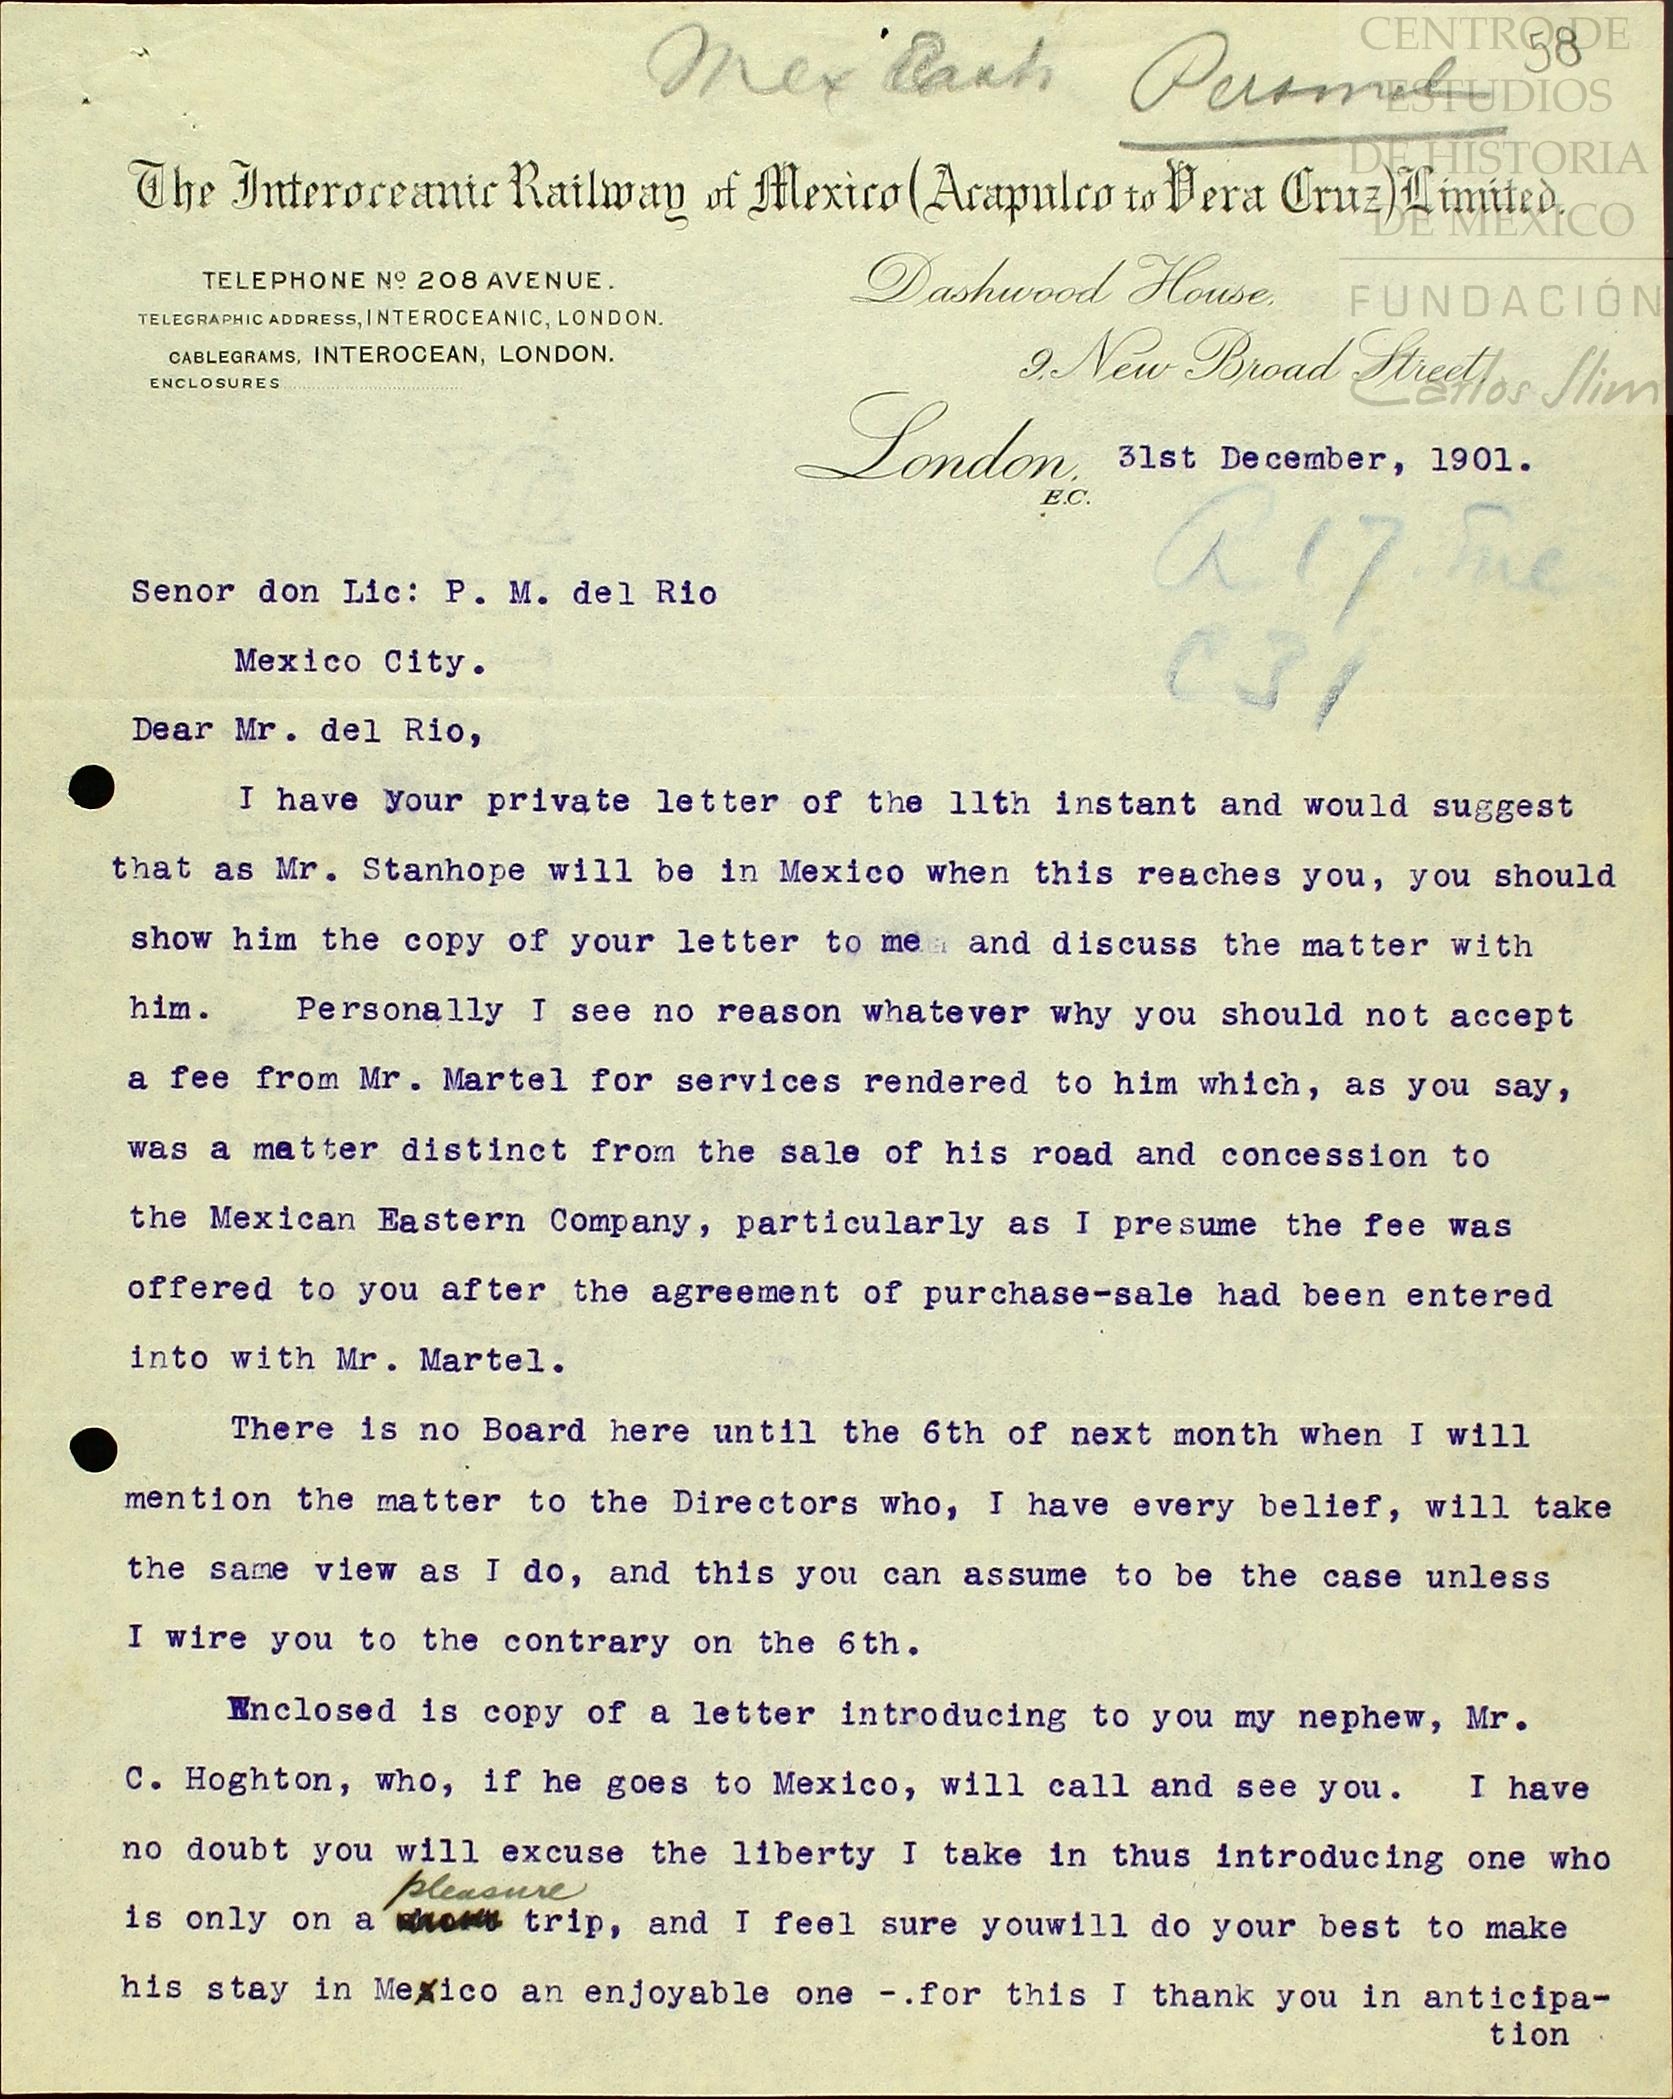 58
Mex
Personal
The Interoceanic Railway of Mexico (Acapulco to Vera Cruz) Limited.
TELEPHONE Nº 208 AVENUE.
TELEGRAPHIC ADDRESS, INTEROCEANIC, LONDON.
CABLEGRAMS, INTEROCEAN, LONDON.
ENCLOSURES
Dashwood House,
9, New Broad Street,
London, 31st December, 1901.
E.C.
CENTRO DE
ESTUDIOS
DE HISTORIA
DE MÉXICO
FUNDACIÓN
Carlos Slim
A 17.
C 31
Senor don Lic: P. M. del Rio
Mexico City.
Dear Mr. del Rio,
I have your private letter of the 11th instant and would suggest
that as Mr. Stanhope will be in Mexico when this reaches you, you should
show him the copy of your letter to me and discuss the matter with
him. Personally I see no reason whatever why you should not accept
a fee from Mr. Martel for services rendered to him which, as you say,
was a matter distinct from the sale of his road and concession to
the Mexican Eastern Company, particularly as I presume the fee was
offered to you after the agreement of purchase-sale had been entered
into with Mr. Martel.
There is no Board here until the 6th of next month when I will
mention the matter to the Directors who, I have every belief, will take
the same view as I do, and this you can assume to be the case unless
I wire you to the contrary on the 6th.
Enclosed is copy of a letter introducing to you my nephew, Mr.
C. Hoghton, who, if he goes to Mexico, will call and see you. I have
no doubt you will excuse the liberty I take in thus introducing one who
is only on a pleasure trip, and I feel sure youwill do your best to make
his stay in Mexico an enjoyable one -.for this I thank you in anticipa-
tion